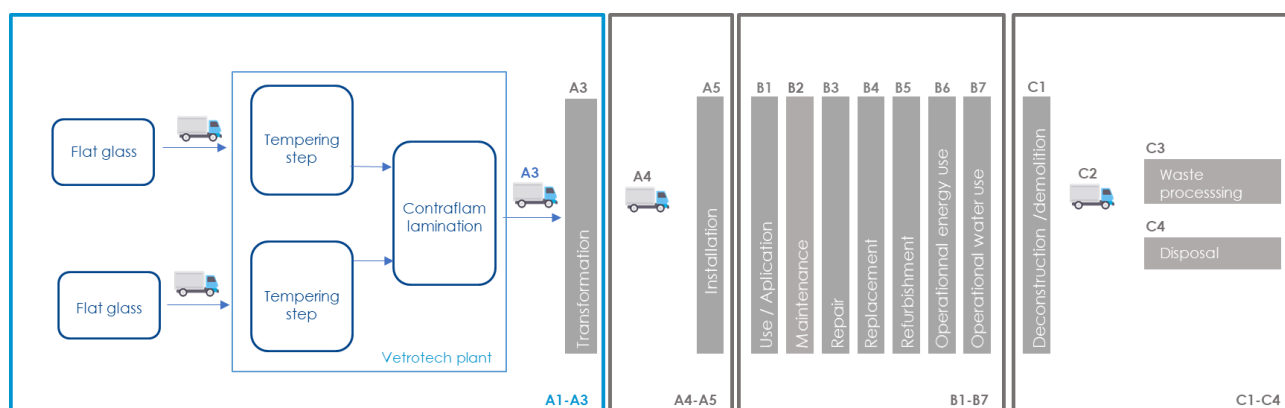 Flat glass
Flat glass
Tempering
step
Tempering
step
Contraflam
lamination
Vetrotech plant
A3
A3
Transformation
A1-A3
A4
A5
Installation
A4-A5
B1
Use / Aplication
B2
Maintenance
B3
Repair
B4
Replacement
B5
Refurbishment
B6
Operationnal energy use
B7
Operational water use
B1-B7
C1
Deconstruction /demolition
C2
C3
Waste
processsing
C4
Disposal
C1-C4